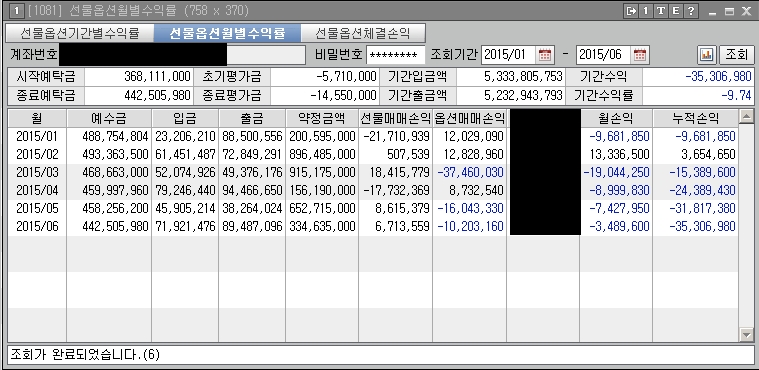 1 [1081] 선물옵션월별수익률 (758 x 370) 1 T E ?
선물옵션기간별수익률 선물옵션월별수익률 선물옵션체결손익
계좌번호 비밀번호 ******** 조회기간 2015/01 - 2015/06 조회
시작예탁금 368,111,000 초기평가금 -5,710,000 기간입금액 5,333,805,753 기간수익 -35,306,980
종료예탁금 442,505,980 종료평가금 -14,550,000 기간출금액 5,232,943,793 기간수익률 -9.74
월 예수금 입금 출금 약정금액 선물매매손익 옵션매매손익 월손익 누적손익
2015/01 488,754,804 23,206,210 88,500,556 200,595,000 -21,710,939 12,029,090 -9,681,850 -9,681,850
2015/02 493,363,500 61,451,487 72,849,291 896,485,000 507,539 12,828,960 13,336,500 3,654,650
2015/03 468,663,000 52,074,926 49,376,176 915,175,000 18,415,779 -37,460,030 -19,044,250 -15,389,600
2015/04 459,997,960 79,246,440 94,466,650 156,190,000 -17,732,369 8,732,540 -8,999,830 -24,389,430
2015/05 458,256,200 45,905,214 38,264,024 652,715,000 8,615,379 -16,043,330 -7,427,950 -31,817,380
2015/06 442,505,980 71,921,476 89,487,096 334,635,000 6,713,559 -10,203,160 -3,489,600 -35,306,980
조회가 완료되었습니다.(6)